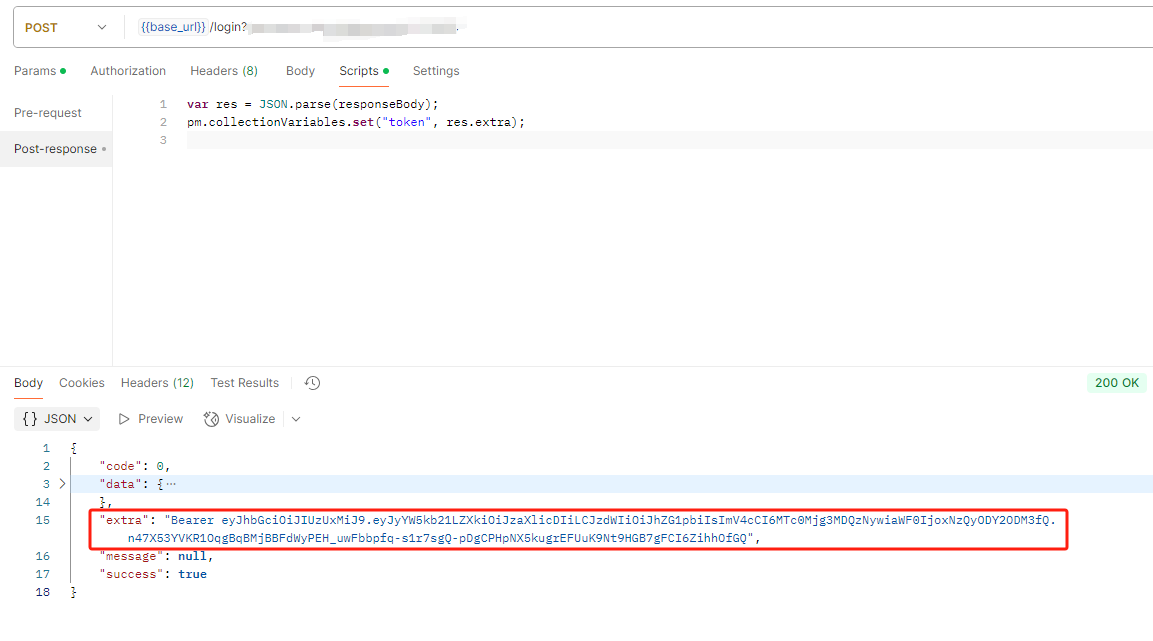 POST
{{base_url}} /login?
Params Authorization Headers (8) Body Scripts Settings
Pre-request
Post-response
1 var res = JSON.parse(responseBody);
2 pm.collectionVariables.set("token", res.extra);
3
Body Cookies Headers (12) Test Results
200 OK
{} JSON Preview Visualize
1 {
2 "code": 0,
3 "data": {…
14 },
15 "extra": "Bearer eyJhbGciOiJIUzUxMiJ9.eyJyYW5kb21LZXkiOiJzaXlicDIiLCJzdWIiOiJhZG1pbiIsImV4cCI6MTc0Mjg3MDQzNywiaWF0IjoxNzQyODY2ODM3fQ.
n47X53YVKR1OqgBqBMjBBFdWyPEH_uwFbbpfq-s1r7sgQ-pDgCPHpNX5kugrEFUuK9Nt9HGB7gFCI6ZihhOfGQ",
16 "message": null,
17 "success": true
18 }